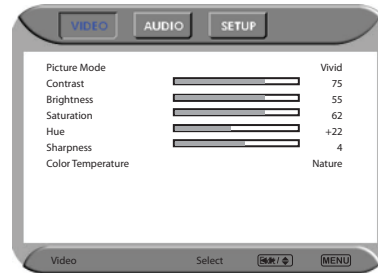 VIDEO AUDIO SETUP
Picture Mode Vivid
Contrast 75
Brightness 55
Saturation 62
Hue +22
Sharpness 4
Color Temperature Nature
Video Select / MENU